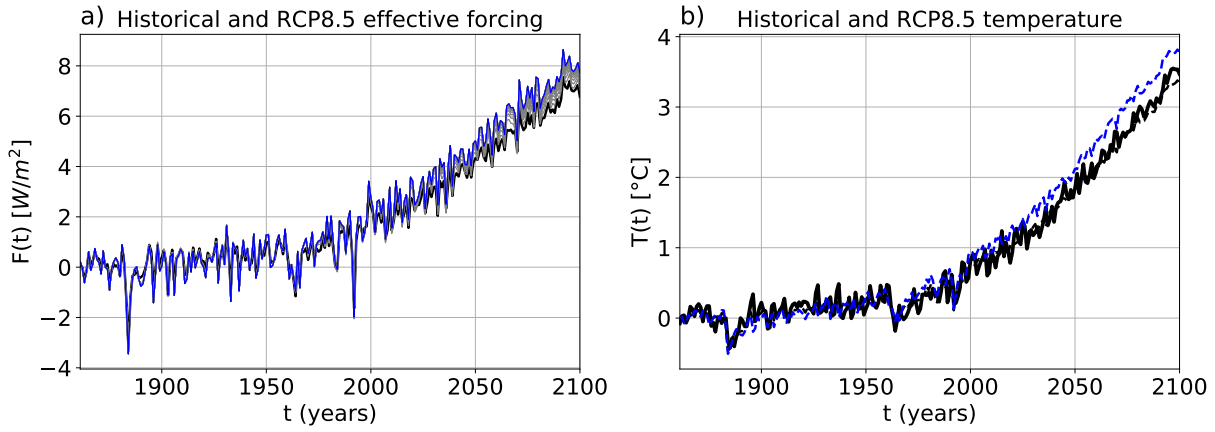 a) Historical and RCP8.5 effective forcing
F(t) [W/m²]
8
6
4
2
0
−2
−4
1900 1950 2000 2050 2100
t (years)
b) Historical and RCP8.5 temperature
T(t) [°C]
4
3
2
1
0
1900 1950 2000 2050 2100
t (years)